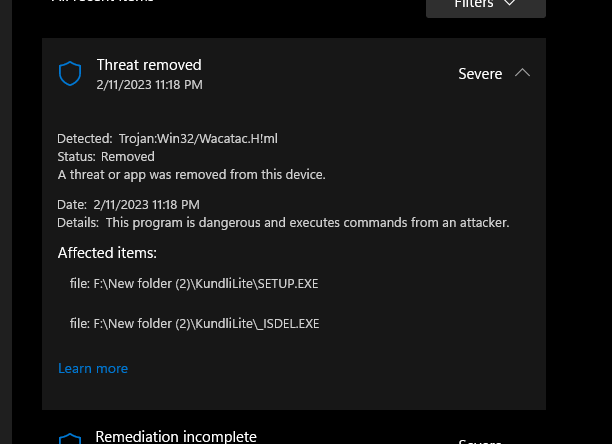 All recent items
Filters
Threat removed
2/11/2023 11:18 PM
Severe
Detected: Trojan:Win32/Wacatac.H!ml
Status: Removed
A threat or app was removed from this device.
Date: 2/11/2023 11:18 PM
Details: This program is dangerous and executes commands from an attacker.
Affected items:
file: F:\New folder (2)\KundliLite\SETUP.EXE
file: F:\New folder (2)\KundliLite\_ISDEL.EXE
Learn more
Remediation incomplete
Severe